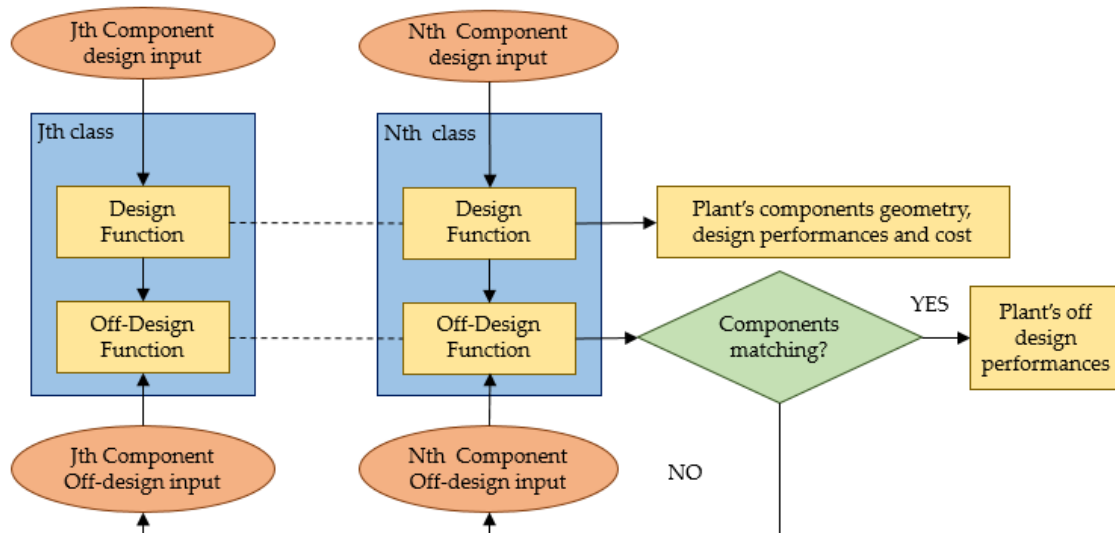 Jth Component
design input
Nth Component
design input
Jth class
Nth class
Design
Function
Design
Function
Plant's components geometry,
design performances and cost
Off-Design
Function
Off-Design
Function
Components
matching?
YES
Plant's off
design
performances
Jth Component
Off-design input
Nth Component
Off-design input
NO